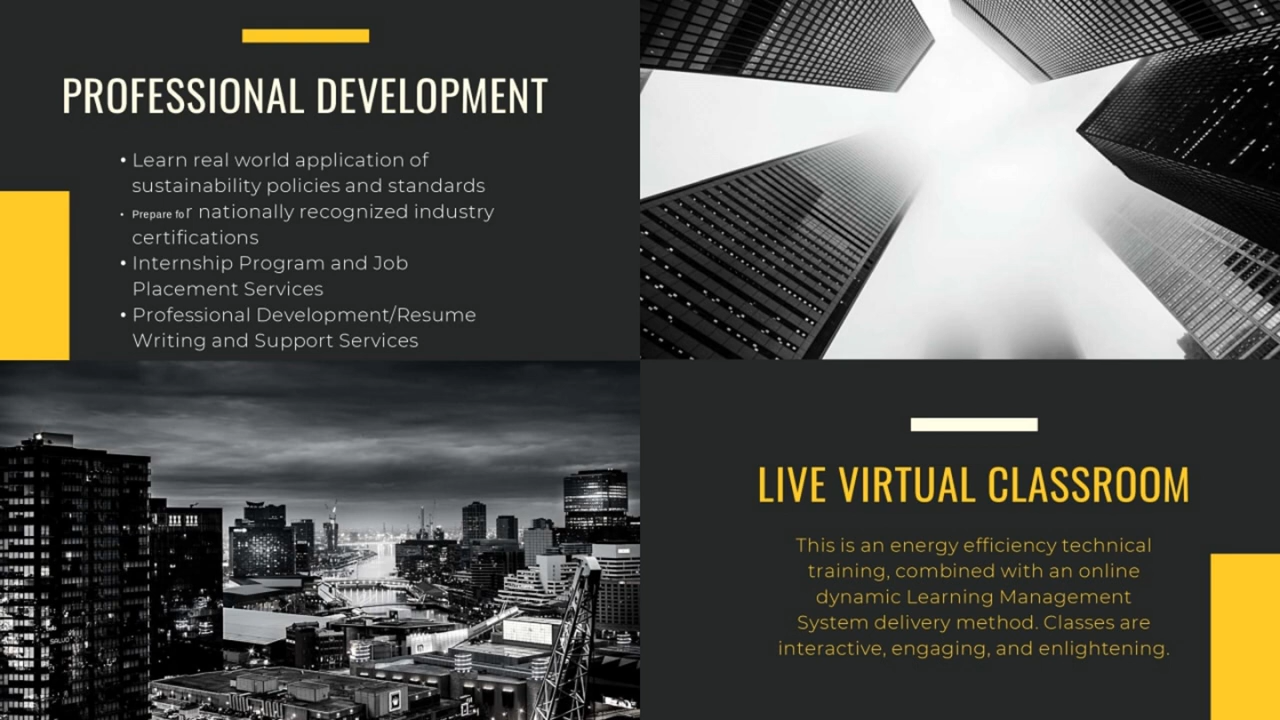 PROFESSIONAL DEVELOPMENT
• Learn real world application of
sustainability policies and standards
• Prepare for nationally recognized industry
certifications
• Internship Program and Job
Placement Services
• Professional Development/Resume
Writing and Support Services
LIVE VIRTUAL CLASSROOM
This is an energy efficiency technical
training, combined with an online
dynamic Learning Management
System delivery method. Classes are
interactive, engaging, and enlightening.